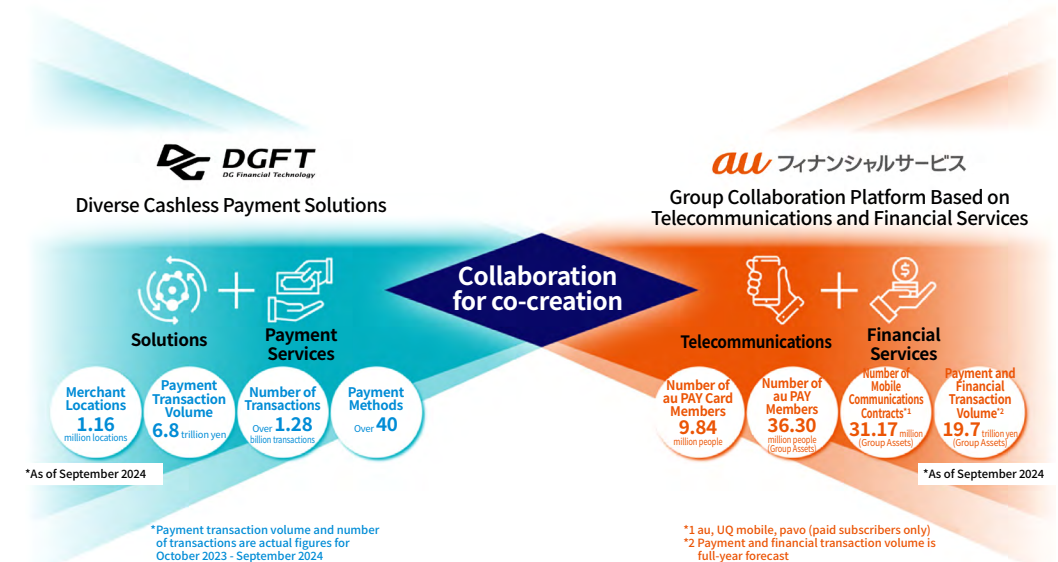 DGFT
DG Financial Technology
Diverse Cashless Payment Solutions
au フィナンシャルサービス
Group Collaboration Platform Based on
Telecommunications and Financial Services
Collaboration
for co-creation
Solutions
Payment
Services
Telecommunications
Financial
Services
Merchant
Locations
1.16
million locations
Payment
Transaction
Volume
6.8 trillion yen
Number of
Transactions
Over 1.28
billion transactions
Payment
Methods
Over 40
Number of
au PAY Card
Members
9.84
million people
Number of
au PAY
Members
36.30
million people
(Group Assets)
Number of
Mobile
Communications
Contracts*1
31.17 million
(Group Assets)
Payment and
Financial
Transaction
Volume*2
19.7 trillion yen
(Group Assets)
*As of September 2024
*As of September 2024
*Payment transaction volume and number
of transactions are actual figures for
October 2023 - September 2024
*1 au, UQ mobile, pavo (paid subscribers only)
*2 Payment and financial transaction volume is
full-year forecast